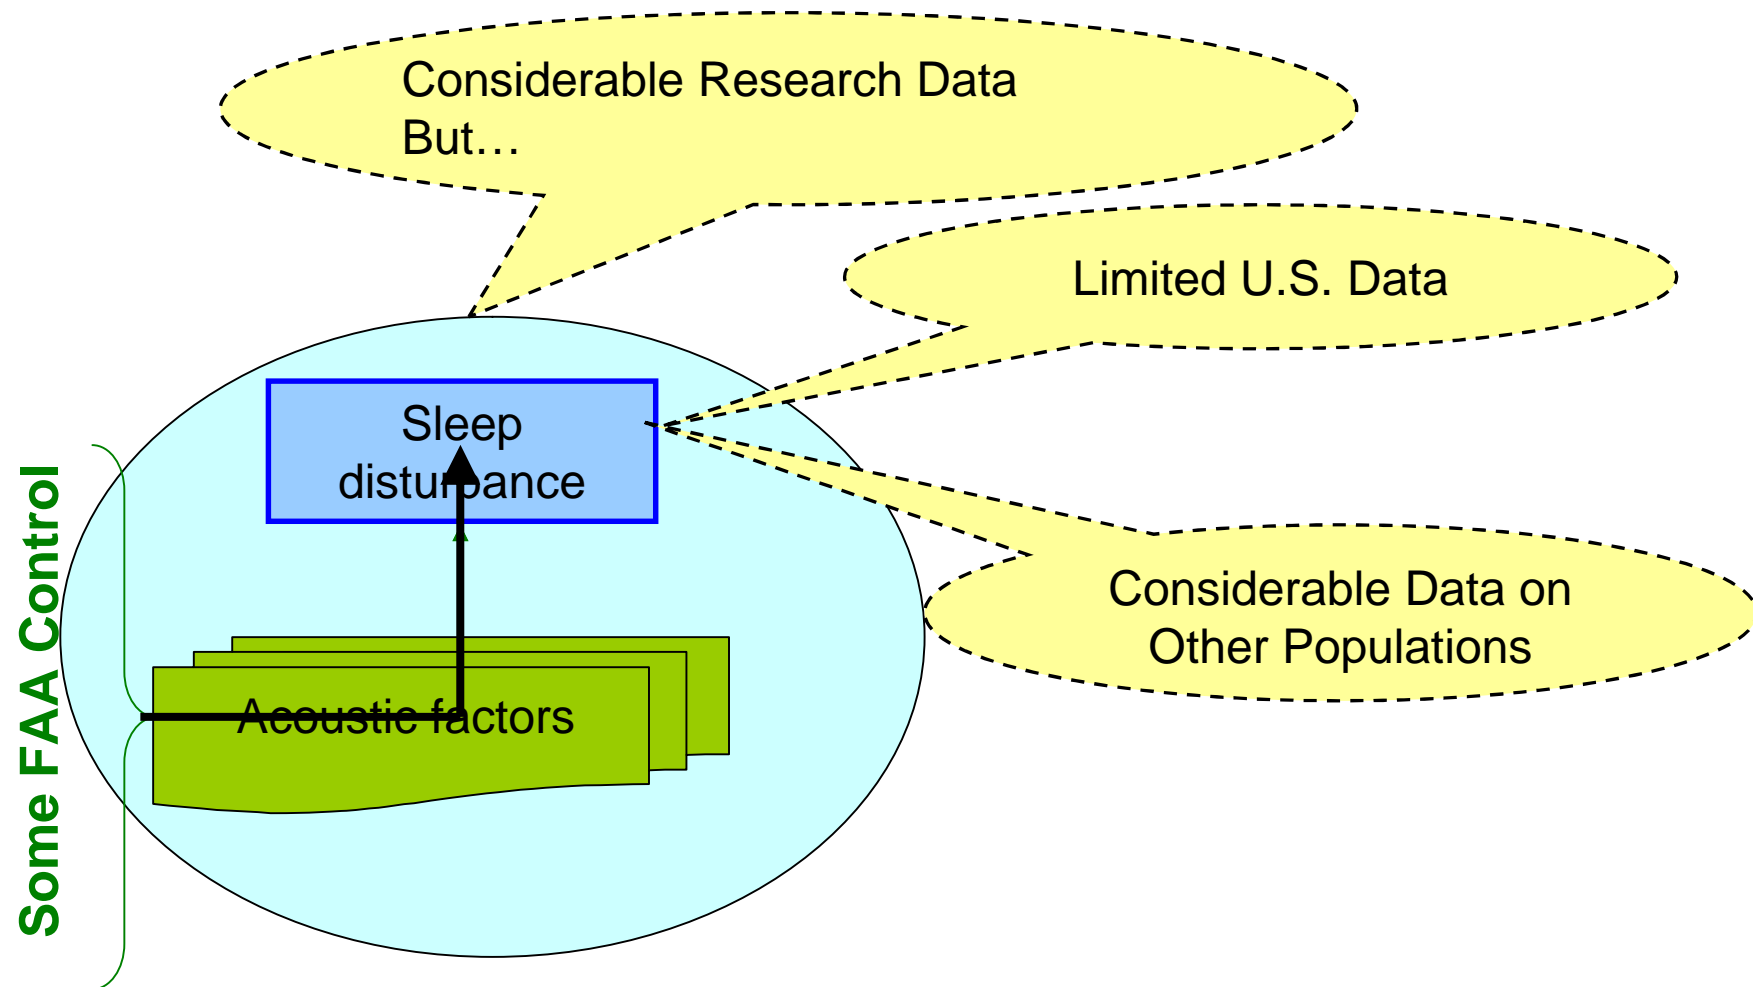 Considerable Research Data
But…
Limited U.S. Data
Sleep
disturbance
Some FAA Control
Considerable Data on
Other Populations
Acoustic factors